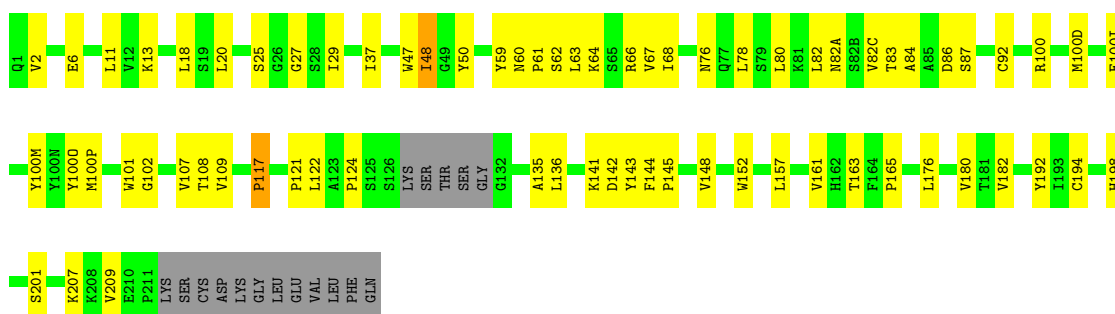 Q1 V2 E6 L11 V12 K13 L18 S19 L20 S25 G26 G27 S28 I29 I37 W47 I48 G49 Y50 Y59 N60 P61 S62 L63 K64 S65 R66 V67 I68 N76 Q77 L78 S79 L80 K81 L82 N82A S82B V82C T83 A84 A85 D86 S87 C92 R100 M100D
Y100M Y100N Y100O M100P W101 G102 V107 T108 V109 P117 P121 L122 A123 P124 S125 S126 LYS SER THR SER GLY G132 A135 L136 K141 D142 Y143 F144 P145 V148 W152 L157 V161 H162 T163 F164 P165 L176 V180 T181 V182 Y192 I193 C194
S201 K207 K208 V209 E210 P211 LYS SER CYS ASP LYS GLY LEU GLU VAL LEU PHE GLN